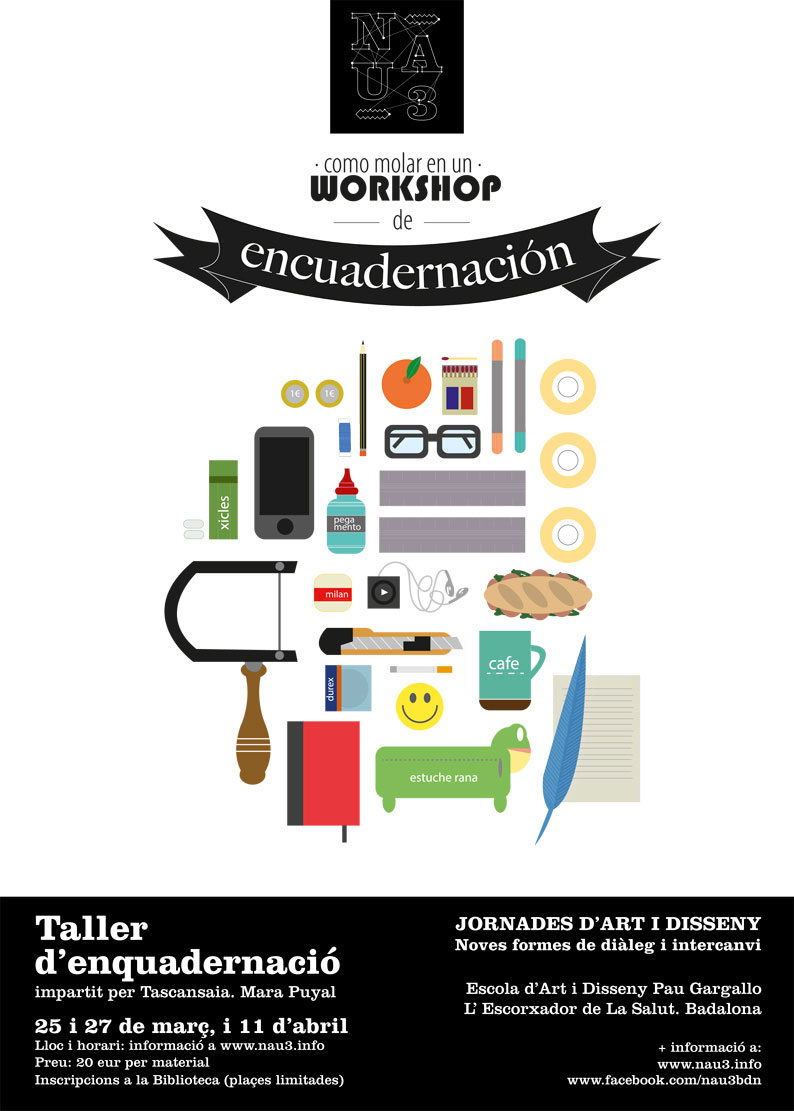 NAU3
· como molar en un ·
WORKSHOP
de
encuadernación
1€
1€
xicles
pega
mento
milan
durex
cafe
estuche rana
Taller
d'enquadernació
impartit per Tascansaia. Mara Puyal
25 i 27 de març, i 11 d'abril
Lloc i horari: informació a www.nau3.info
Preu: 20 eur per material
Inscripcions a la Biblioteca (plaçes limitades)
JORNADES D'ART I DISSENY
Noves formes de diàleg i intercanvi
Escola d'Art i Disseny Pau Gargallo
L' Escorxador de La Salut. Badalona
+ informació a:
www.nau3.info
www.facebook.com/nau3bdn